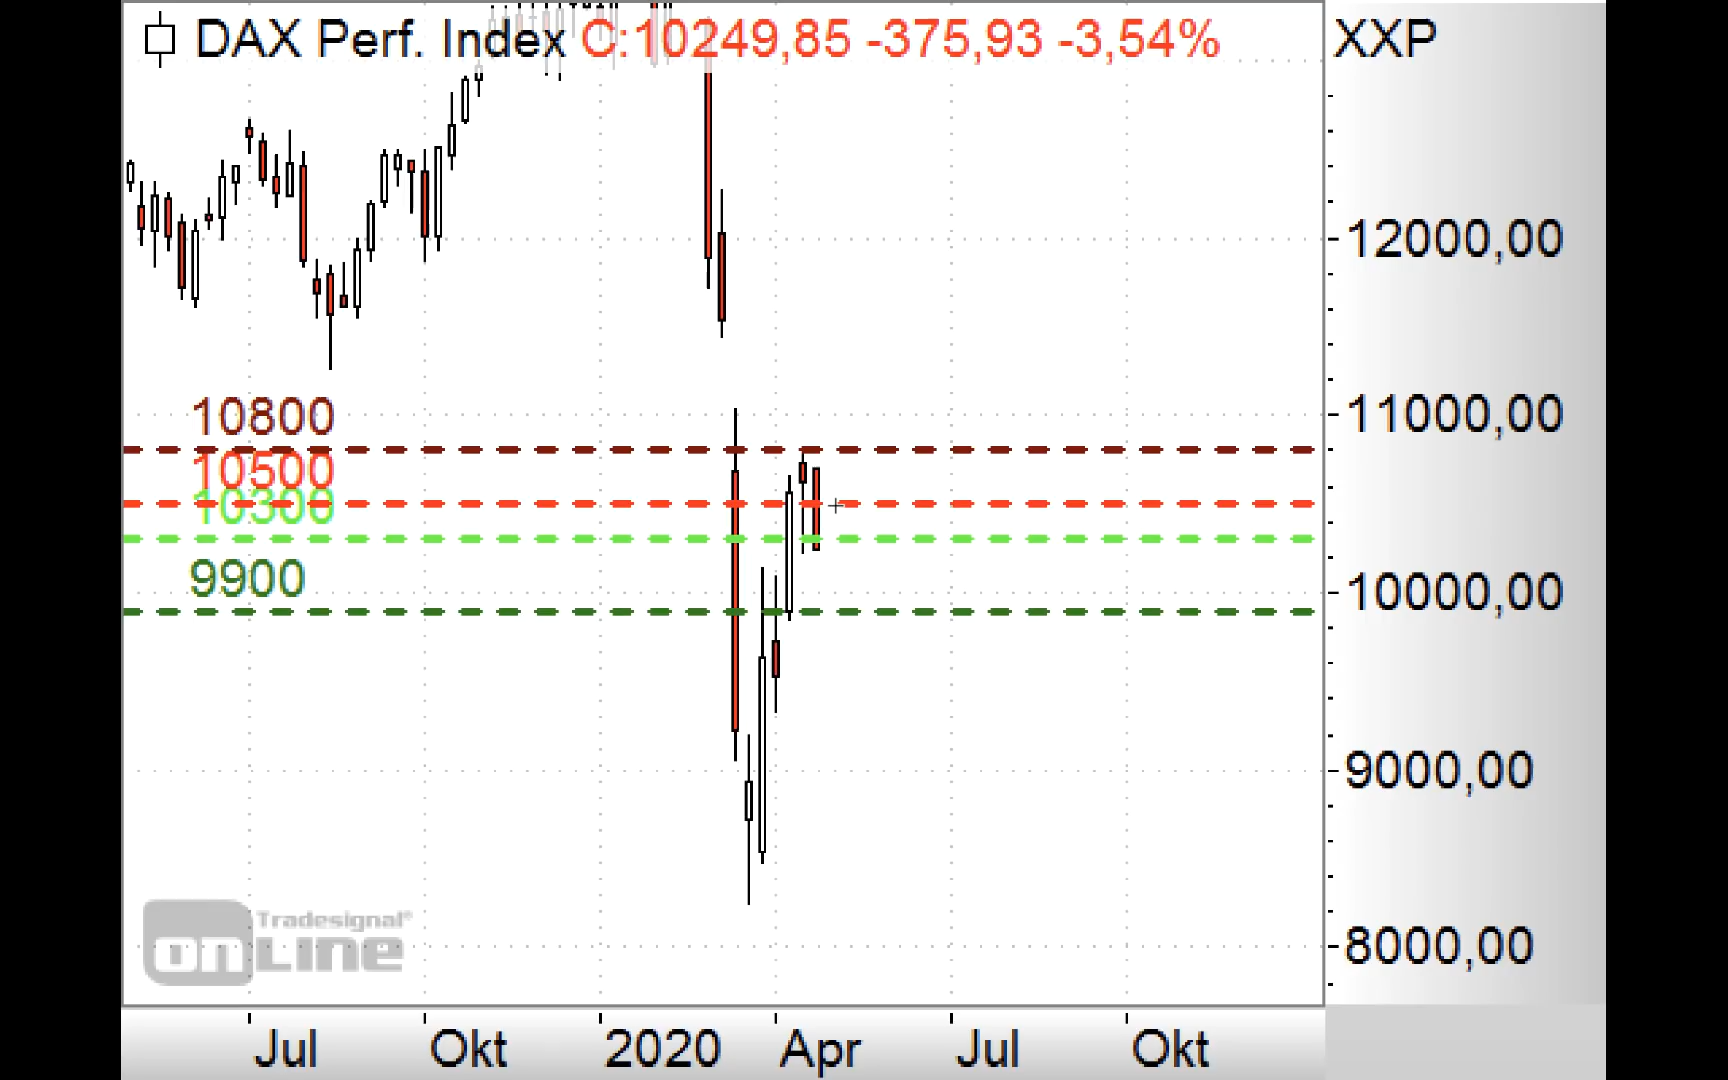 DAX Perf. Index C:10249,85 -375,93 -3,54%
XXP
12000,00
11000,00
10800
10500
10300
10000,00
9900
9000,00
8000,00
Tradesignal®
onLine
Jul Okt 2020 Apr Jul Okt